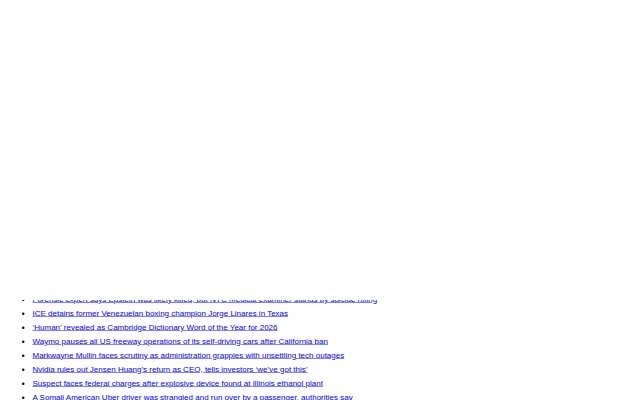 ICE detains former Venezuelan boxing champion Jorge Linares in Texas
'Human' revealed as Cambridge Dictionary Word of the Year for 2026
Waymo pauses all US freeway operations of its self-driving cars after California ban
Markwayne Mullin faces scrutiny as administration grapples with unsettling tech outages
Nvidia rules out Jensen Huang's return as CEO, tells investors 'we've got this'
Suspect faces federal charges after explosive device found at Illinois ethanol plant
A Somali American Uber driver was strangled and run over by a passenger, authorities say